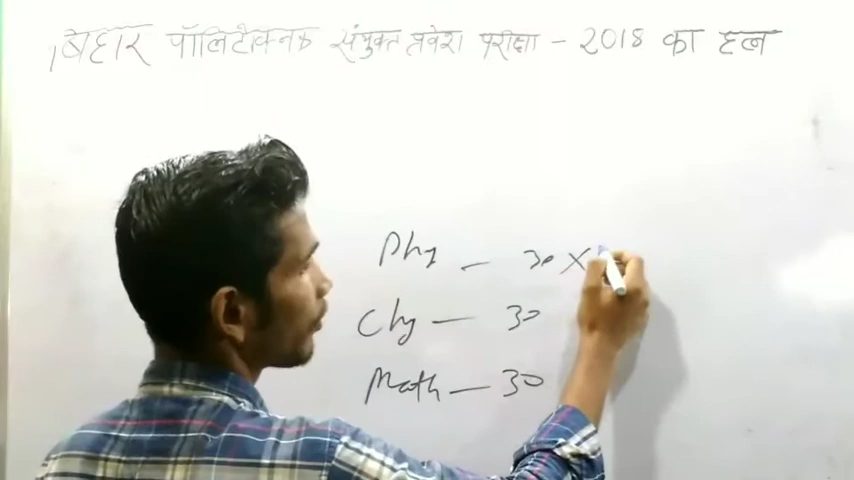 बिहार पॉलिटेक्निक संयुक्त प्रवेश परीक्षा - 2018 का हल
Phy - 30 X
Chy - 30
Math - 30